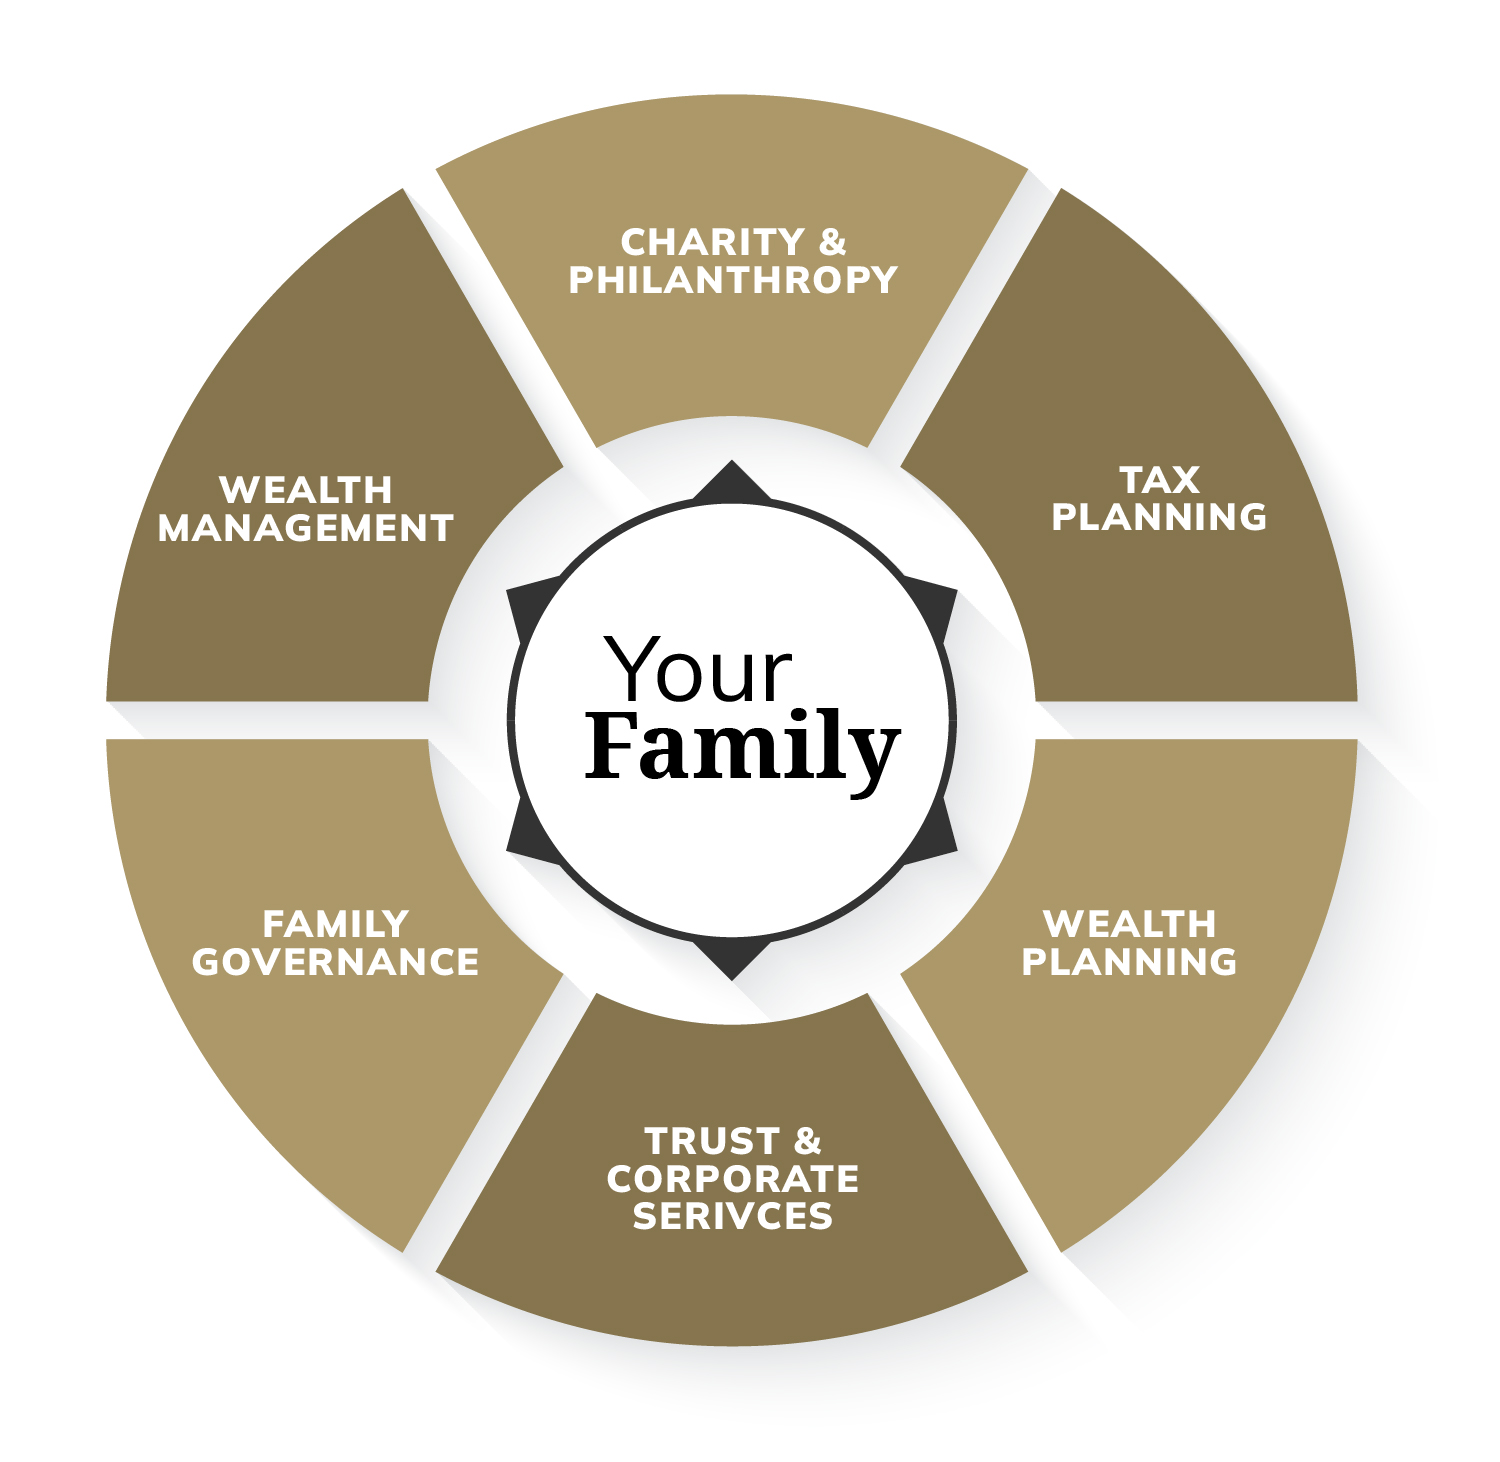 CHARITY &
PHILANTHROPY
TAX
PLANNING
WEALTH
MANAGEMENT
Your
Family
FAMILY
GOVERNANCE
WEALTH
PLANNING
TRUST &
CORPORATE
SERIVCES